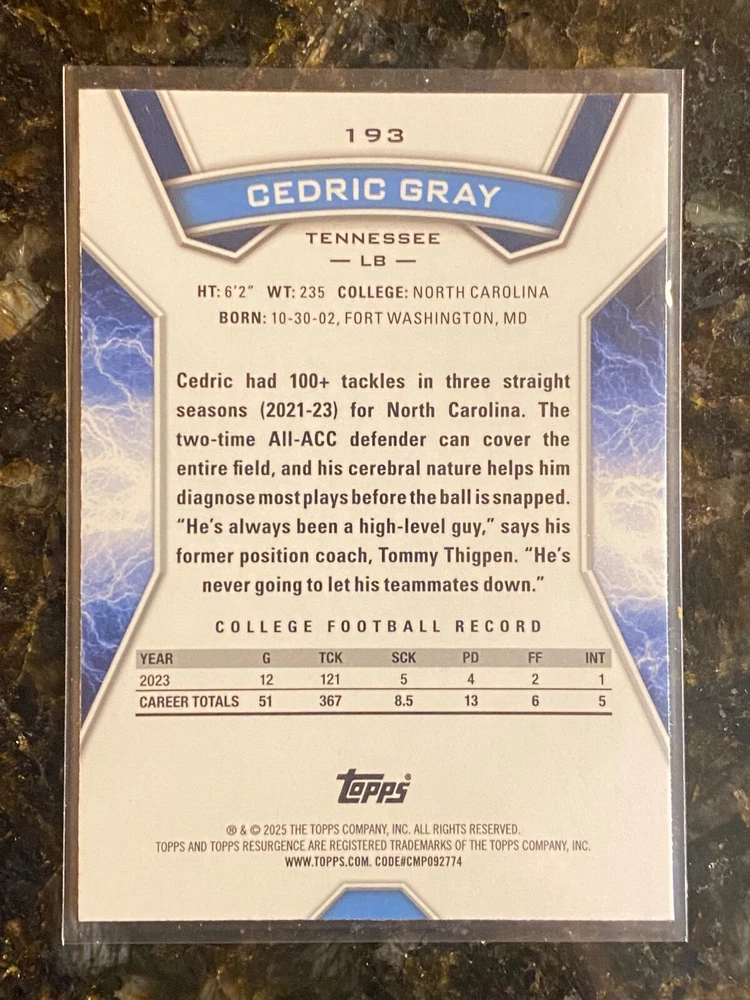 193
CEDRIC GRAY
TENNESSEE
— LB —
HT: 6'2" WT: 235 COLLEGE: NORTH CAROLINA
BORN: 10-30-02, FORT WASHINGTON, MD
Cedric had 100+ tackles in three straight
seasons (2021-23) for North Carolina. The
two-time All-ACC defender can cover the
entire field, and his cerebral nature helps him
diagnose most plays before the ball is snapped.
“He’s always been a high-level guy,” says his
former position coach, Tommy Thigpen. “He’s
never going to let his teammates down.”
COLLEGE FOOTBALL RECORD
YEAR G TCK SCK PD FF INT
2023 12 121 5 4 2 1
CAREER TOTALS 51 367 8.5 13 6 5
Topps®
® & © 2025 THE TOPPS COMPANY, INC. ALL RIGHTS RESERVED.
TOPPS AND TOPPS RESURGENCE ARE REGISTERED TRADEMARKS OF THE TOPPS COMPANY, INC.
WWW.TOPPS.COM. CODE#CMP092774